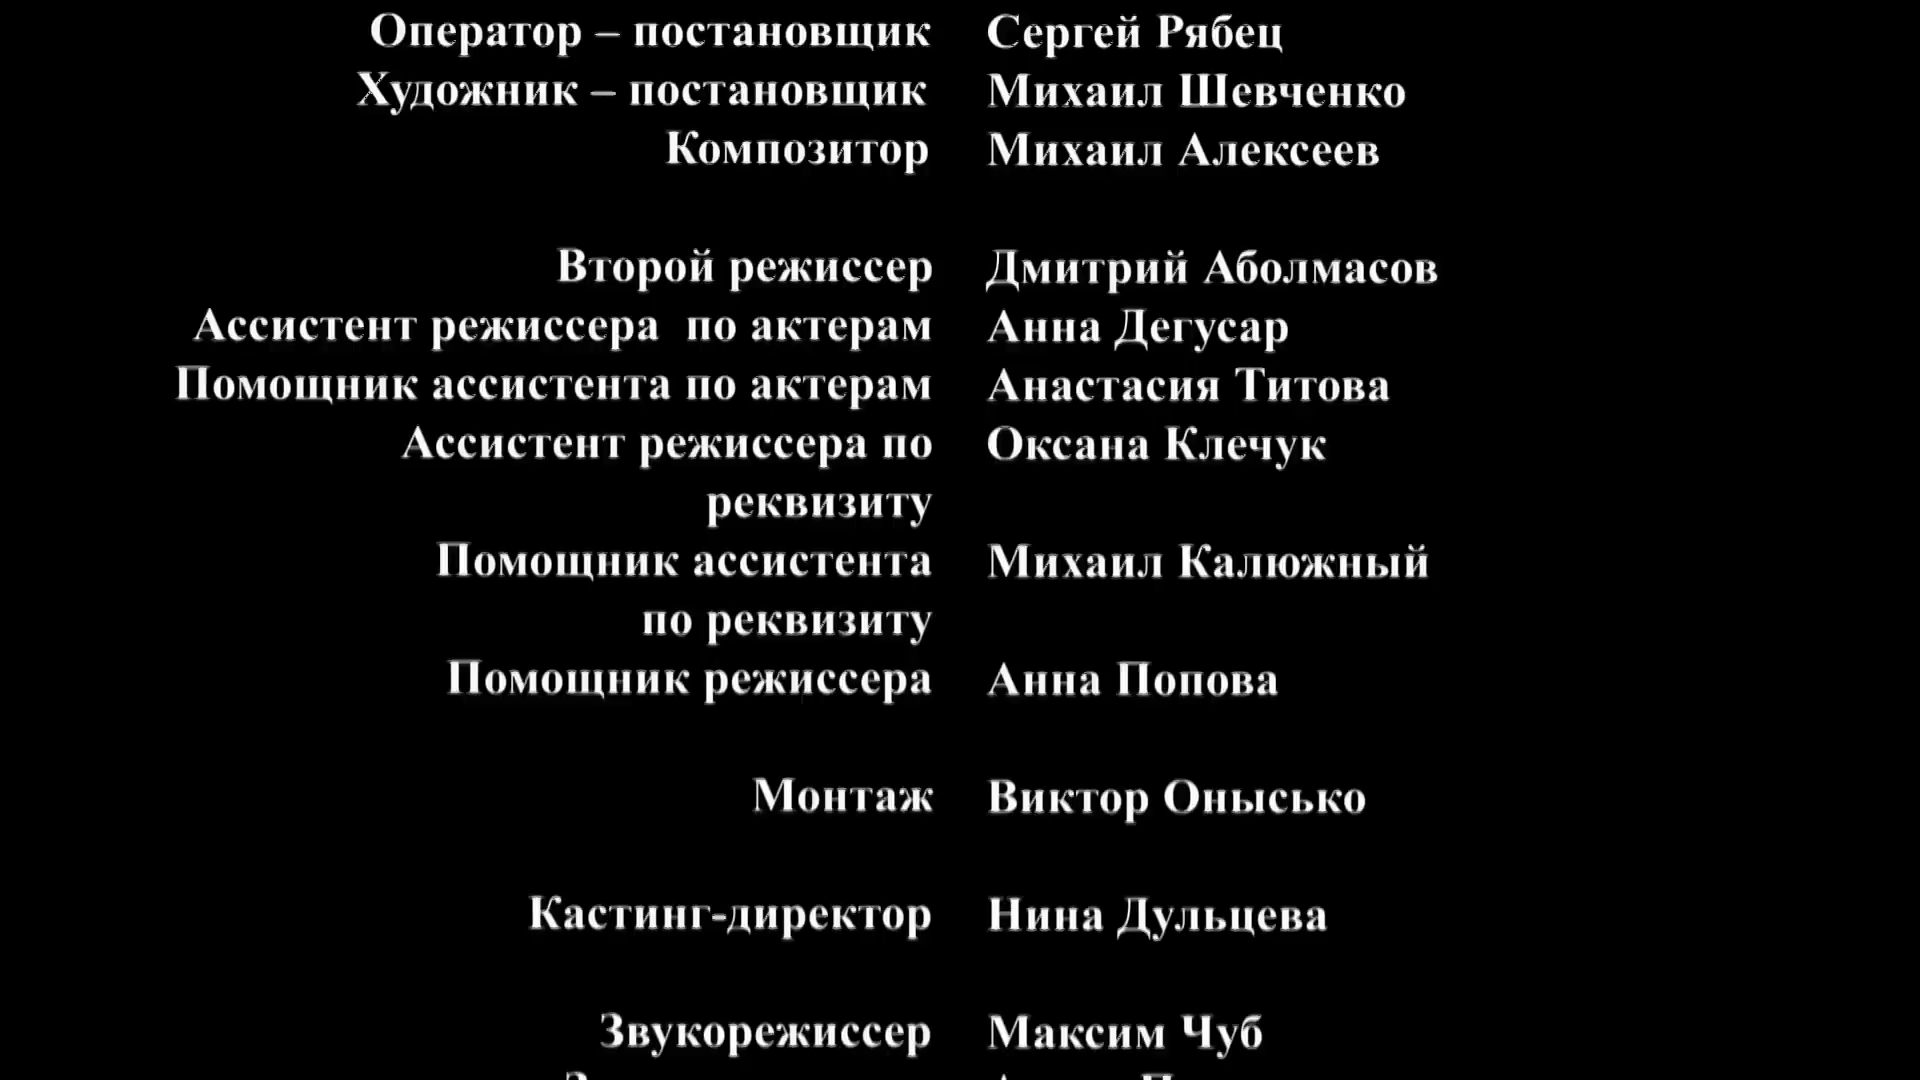 Оператор – постановщик Сергей Рябец
Художник – постановщик Михаил Шевченко
Композитор Михаил Алексеев
Второй режиссер Дмитрий Аболмасов
Ассистент режиссера по актерам Анна Дегусар
Помощник ассистента по актерам Анастасия Титова
Ассистент режиссера по Оксана Клечук
реквизиту
Помощник ассистента Михаил Калюжный
по реквизиту
Помощник режиссера Анна Попова
Монтаж Виктор Онысько
Кастинг-директор Нина Дульцева
Звукорежиссер Максим Чуб